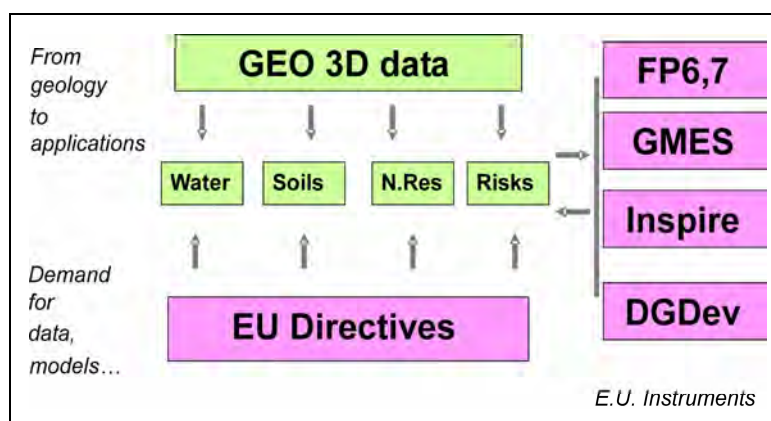 From
geology
to
applications
GEO 3D data
Water
Soils
N.Res
Risks
Demand
for
data,
models…
EU Directives
FP6,7
GMES
Inspire
DGDev
E.U. Instruments